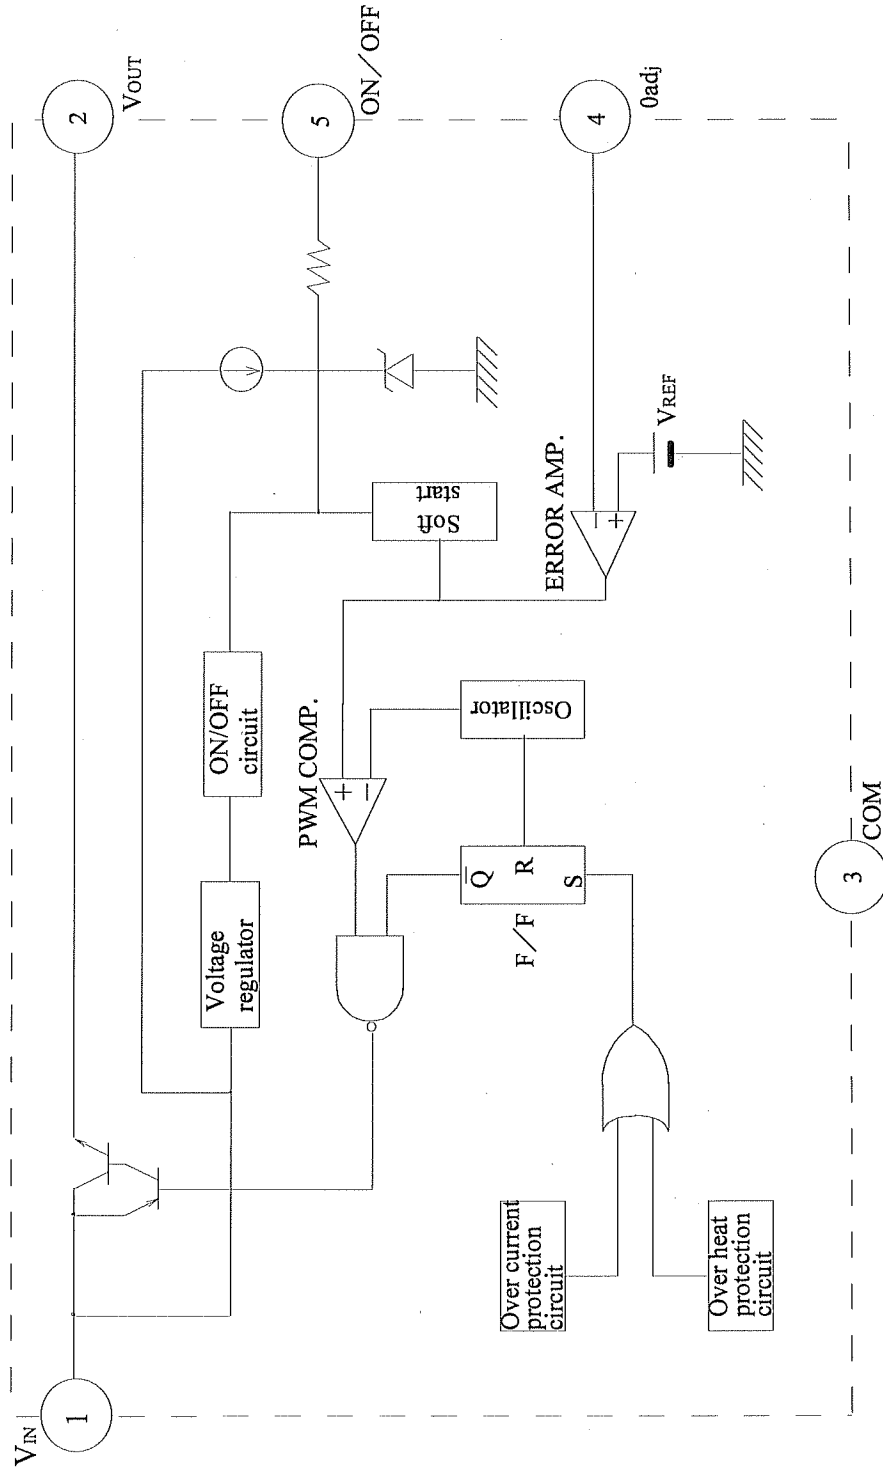 VIN
1
2
VOUT
Voltage
regulator
ON/OFF
circuit
5
ON/OFF
PWM COMP.
+
−
Soft
start
Q̅
R
S
F/F
Oscillator
ERROR AMP.
−
+
VREF
4
0adj
Over current
protection
circuit
Over heat
protection
circuit
3
COM